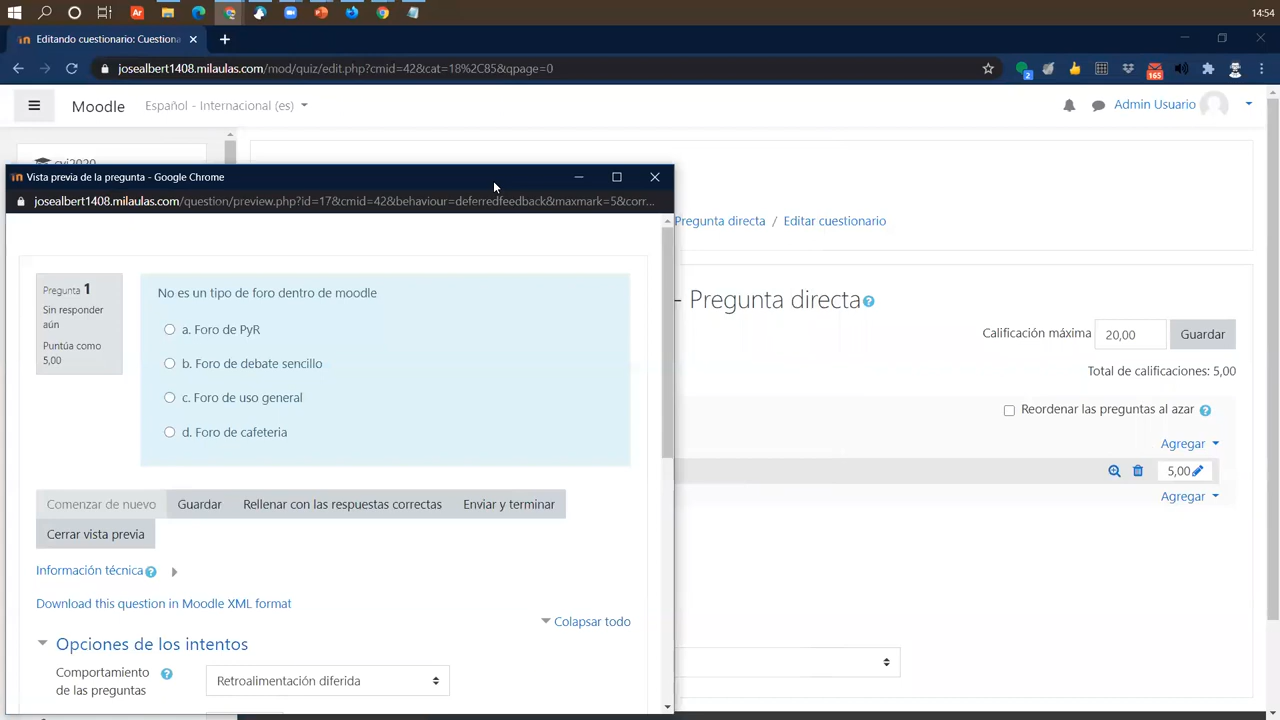 14:54
Editando cuestionario: Cuestiona
josealbert1408.milaulas.com/mod/quiz/edit.php?cmid=42&cat=18%2C85&qpage=0
2
165
Moodle
Español - Internacional (es)
Admin Usuario
cvi2020
Vista previa de la pregunta - Google Chrome
josealbert1408.milaulas.com/question/preview.php?id=17&cmid=42&behaviour=deferredfeedback&maxmark=5&corr...
Pregunta directa / Editar cuestionario
Pregunta 1
Sin responder
aún
Puntúa como
5,00
No es un tipo de foro dentro de moodle
a. Foro de PyR
b. Foro de debate sencillo
c. Foro de uso general
d. Foro de cafeteria
- Pregunta directa
Calificación máxima
20,00
Guardar
Total de calificaciones: 5,00
Reordenar las preguntas al azar
Agregar
5,00
Agregar
Comenzar de nuevo
Guardar
Rellenar con las respuestas correctas
Enviar y terminar
Cerrar vista previa
Información técnica
Download this question in Moodle XML format
Colapsar todo
Opciones de los intentos
Comportamiento
de las preguntas
Retroalimentación diferida